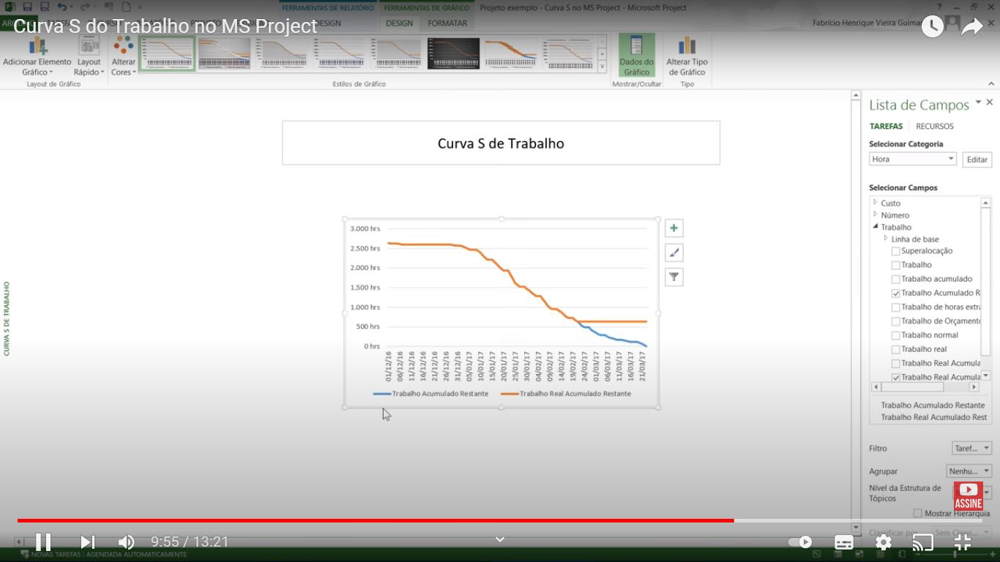 Curva S do Trabalho no MS Project
FERRAMENTAS DE RELATÓRIO
FERRAMENTAS DE GRÁFICO
Projeto exemplo - Curva S no MS Project - Microsoft Project
DESIGN
DESIGN
FORMATAR
Fabrício Henrique Vieira Guimar
Adicionar Elemento
Gráfico
Layout
Rápido
Alterar
Cores
Dados do
Gráfico
Alterar Tipo
de Gráfico
Layout de Gráfico
Estilos de Gráfico
Mostrar/Ocultar
Tipo
CURVA S DE TRABALHO
Curva S de Trabalho
3.000 hrs
2.500 hrs
2.000 hrs
1.500 hrs
1.000 hrs
500 hrs
0 hrs
01/12/16
06/12/16
11/12/16
16/12/16
21/12/16
26/12/16
31/12/16
05/01/17
10/01/17
15/01/17
20/01/17
25/01/17
30/01/17
04/02/17
09/02/17
14/02/17
19/02/17
24/02/17
01/03/17
06/03/17
11/03/17
16/03/17
21/03/17
Trabalho Acumulado Restante
Trabalho Real Acumulado Restante
Lista de Campos
TAREFAS
RECURSOS
Selecionar Categoria
Hora
Editar
Selecionar Campos
Custo
Número
Trabalho
Linha de base
Superalocação
Trabalho
Trabalho acumulado
Trabalho Acumulado R
Trabalho de horas extra
Trabalho de Orçamento
Trabalho normal
Trabalho real
Trabalho Real Acumula
Trabalho Real Acumula
Trabalho Acumulado Restante
Trabalho Real Acumulado Rest
Filtro
Taref...
Agrupar
Nenhu...
Nível da Estrutura de
Tópicos
ASSINE
Mostrar Hierarquia
Classificar por
Sem Classi...
9:55 / 13:21
NOVAS TAREFAS : AGENDADA AUTOMATICAMENTE